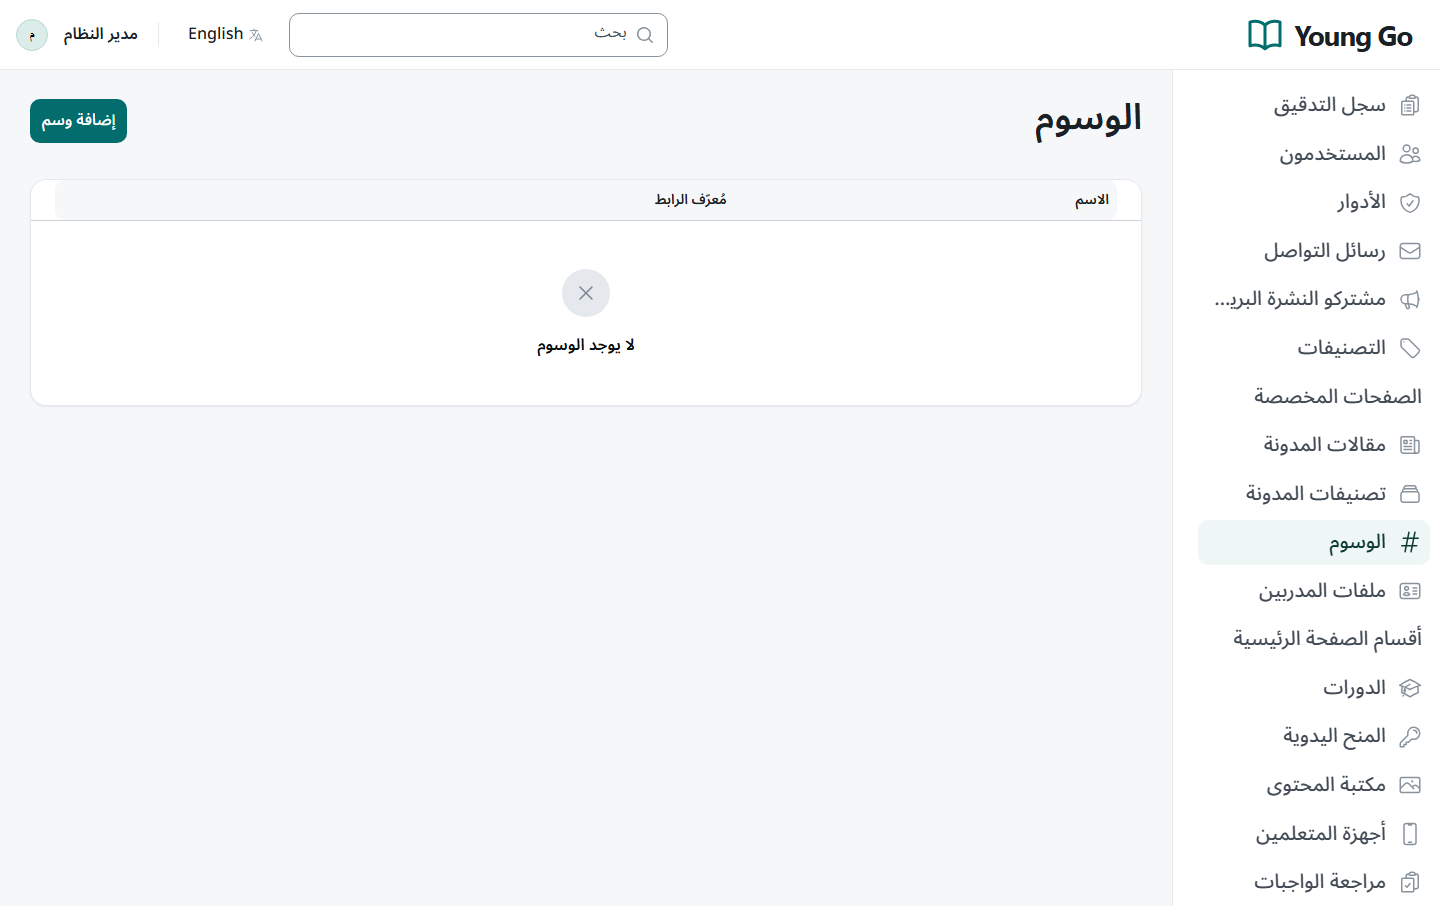 Young Go
بحث
English
مدير النظام
م
سجل التدقيق
المستخدمون
الأدوار
رسائل التواصل
مشتركو النشرة البريـ...
التصنيفات
الصفحات المخصصة
مقالات المدونة
تصنيفات المدونة
الوسوم
ملفات المدربين
أقسام الصفحة الرئيسية
الدورات
المنح اليدوية
مكتبة المحتوى
أجهزة المتعلمين
مراجعة الواجبات
الوسوم
إضافة وسم
الاسم
مُعرّف الرابط
لا يوجد الوسوم